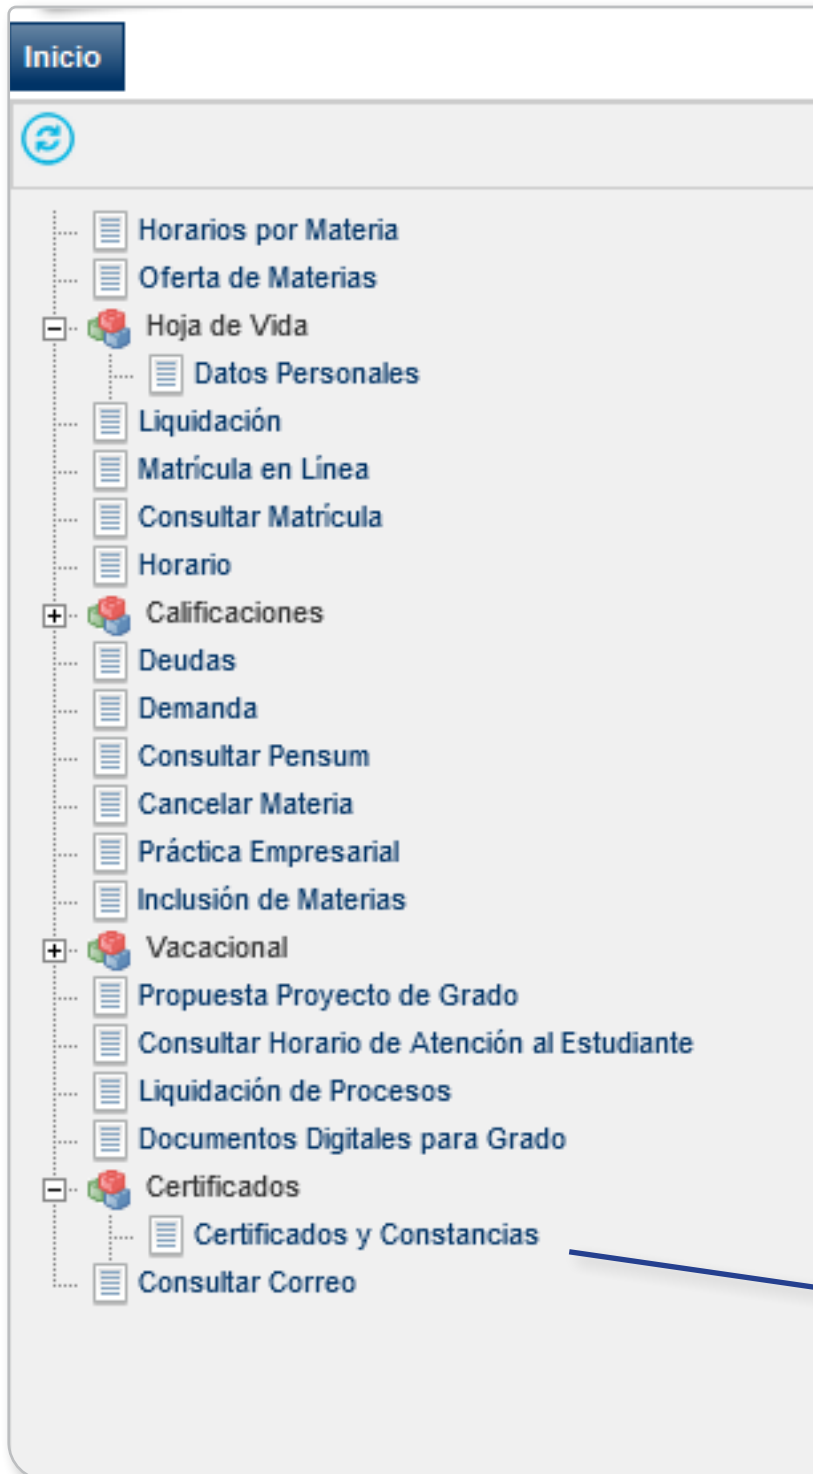 Inicio
Horarios por Materia
Oferta de Materias
Hoja de Vida
Datos Personales
Liquidación
Matrícula en Línea
Consultar Matrícula
Horario
Calificaciones
Deudas
Demanda
Consultar Pensum
Cancelar Materia
Práctica Empresarial
Inclusión de Materias
Vacacional
Propuesta Proyecto de Grado
Consultar Horario de Atención al Estudiante
Liquidación de Procesos
Documentos Digitales para Grado
Certificados
Certificados y Constancias
Consultar Correo